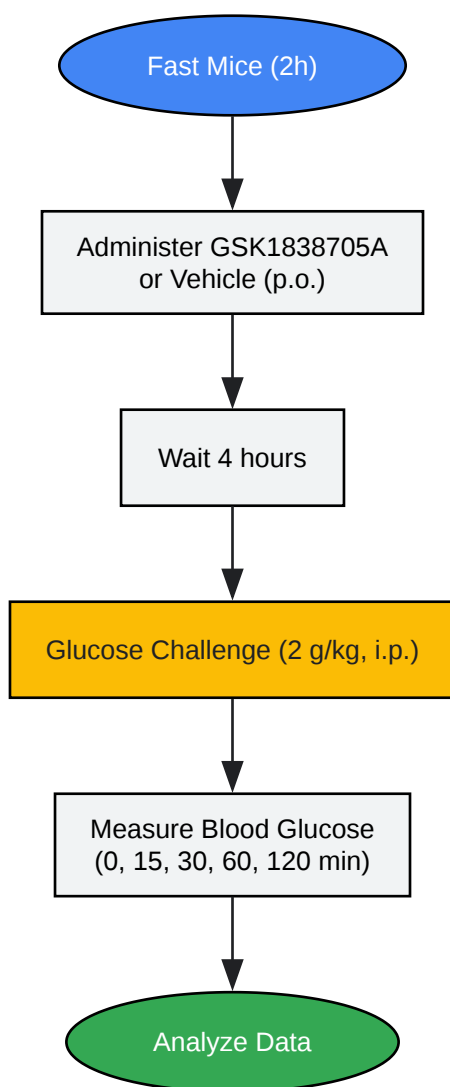 Fast Mice (2h)
Administer GSK1838705A
or Vehicle (p.o.)
Wait 4 hours
Glucose Challenge (2 g/kg, i.p.)
Measure Blood Glucose
(0, 15, 30, 60, 120 min)
Analyze Data